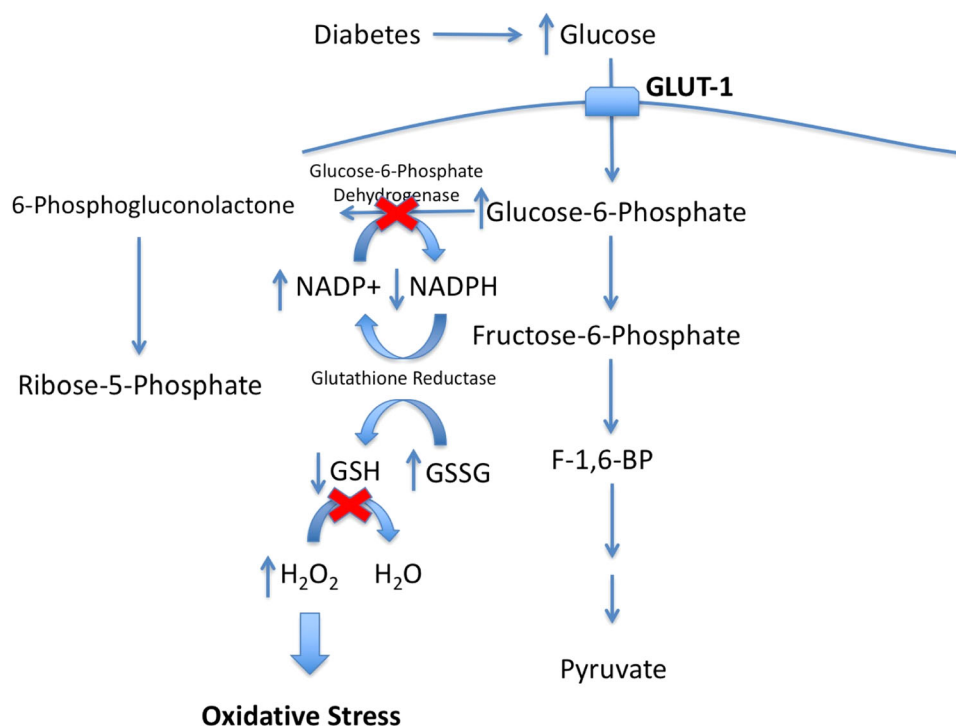 Diabetes
Glucose
GLUT-1
Glucose-6-Phosphate
Dehydrogenase
6-Phosphogluconolactone
Glucose-6-Phosphate
NADP+
NADPH
Fructose-6-Phosphate
Ribose-5-Phosphate
Glutathione Reductase
GSH
GSSG
F-1,6-BP
H₂O₂
H₂O
Pyruvate
Oxidative Stress